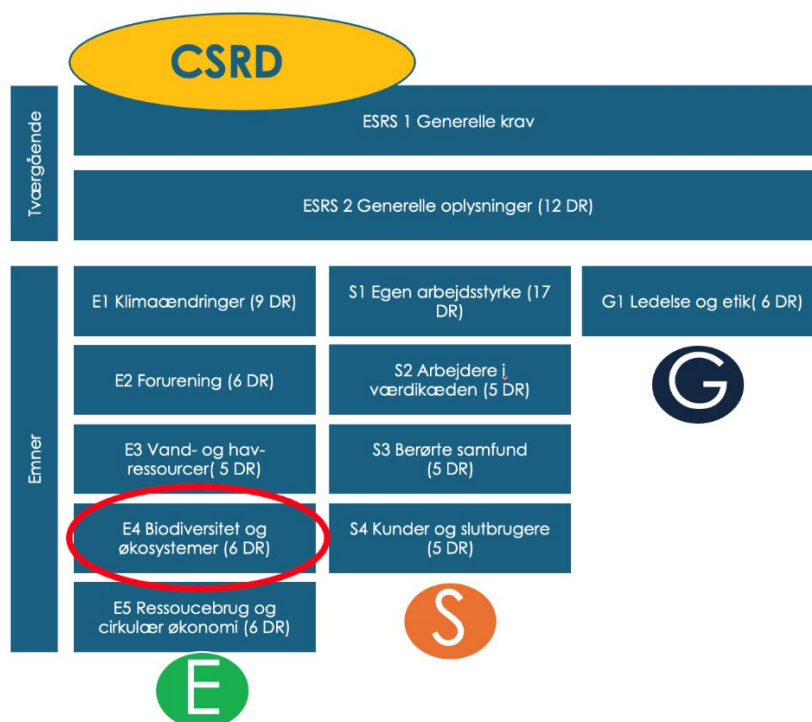 CSRD
Tværgående
ESRS 1 Generelle krav
ESRS 2 Generelle oplysninger (12 DR)
Emner
E1 Klimaændringer (9 DR)
E2 Forurening (6 DR)
E3 Vand- og hav-
ressourcer( 5 DR)
E4 Biodiversitet og
økosystemer (6 DR)
E5 Ressoucebrug og
cirkulær økonomi (6 DR)
E
S1 Egen arbejdsstyrke (17
DR)
S2 Arbejdere i
værdikæden (5 DR)
S3 Berørte samfund
(5 DR)
S4 Kunder og slutbrugere
(5 DR)
S
G1 Ledelse og etik( 6 DR)
G